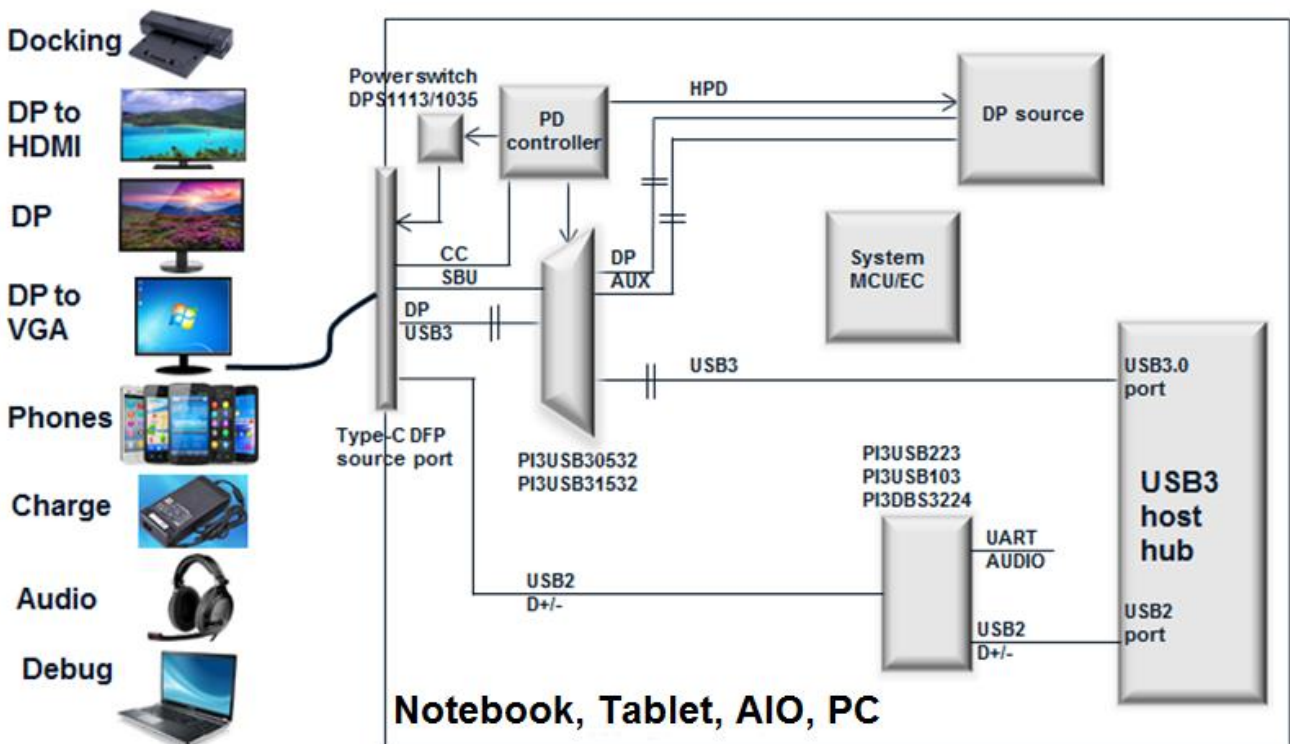 Docking
DP to
HDMI
DP
DP to
VGA
Phones
Charge
Audio
Debug
Power switch
DPS1113/1035
PD
controller
HPD
DP source
CC
SBU
DP
USB3
DP
AUX
System
MCU/EC
USB3
USB3.0
port
Type-C DFP
source port
PI3USB30532
PI3USB31532
PI3USB223
PI3USB103
PI3DBS3224
USB3
host
hub
UART
AUDIO
USB2
D+/-
USB2
D+/-
USB2
port
Notebook, Tablet, AIO, PC